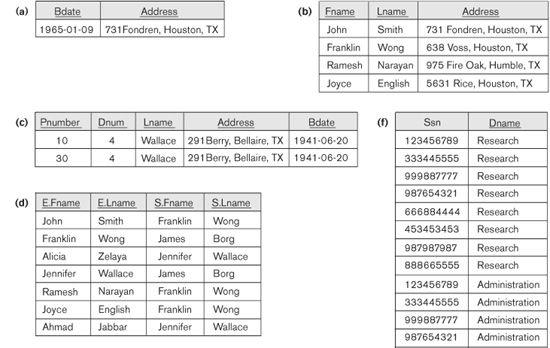 (a)
Bdate Address
1965-01-09 731Fondren, Houston, TX
(b)
Fname Lname Address
John Smith 731 Fondren, Houston, TX
Franklin Wong 638 Voss, Houston, TX
Ramesh Narayan 975 Fire Oak, Humble, TX
Joyce English 5631 Rice, Houston, TX
(c)
Pnumber Dnum Lname Address Bdate
10 4 Wallace 291Berry, Bellaire, TX 1941-06-20
30 4 Wallace 291Berry, Bellaire, TX 1941-06-20
(d)
E.Fname E.Lname S.Fname S.Lname
John Smith Franklin Wong
Franklin Wong James Borg
Alicia Zelaya Jennifer Wallace
Jennifer Wallace James Borg
Ramesh Narayan Franklin Wong
Joyce English Franklin Wong
Ahmad Jabbar Jennifer Wallace
(f)
Ssn Dname
123456789 Research
333445555 Research
999887777 Research
987654321 Research
666884444 Research
453453453 Research
987987987 Research
888665555 Research
123456789 Administration
333445555 Administration
999887777 Administration
987654321 Administration